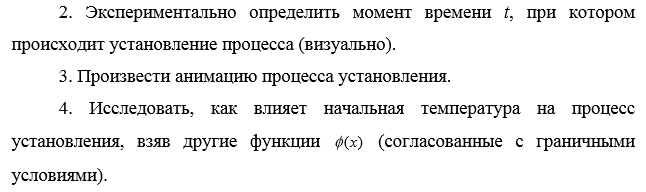 2. Экспериментально определить момент времени t, при котором
происходит установление процесса (визуально).
3. Произвести анимацию процесса установления.
4. Исследовать, как влияет начальная температура на процесс
установления, взяв другие функции ϕ(x) (согласованные с граничными
условиями).